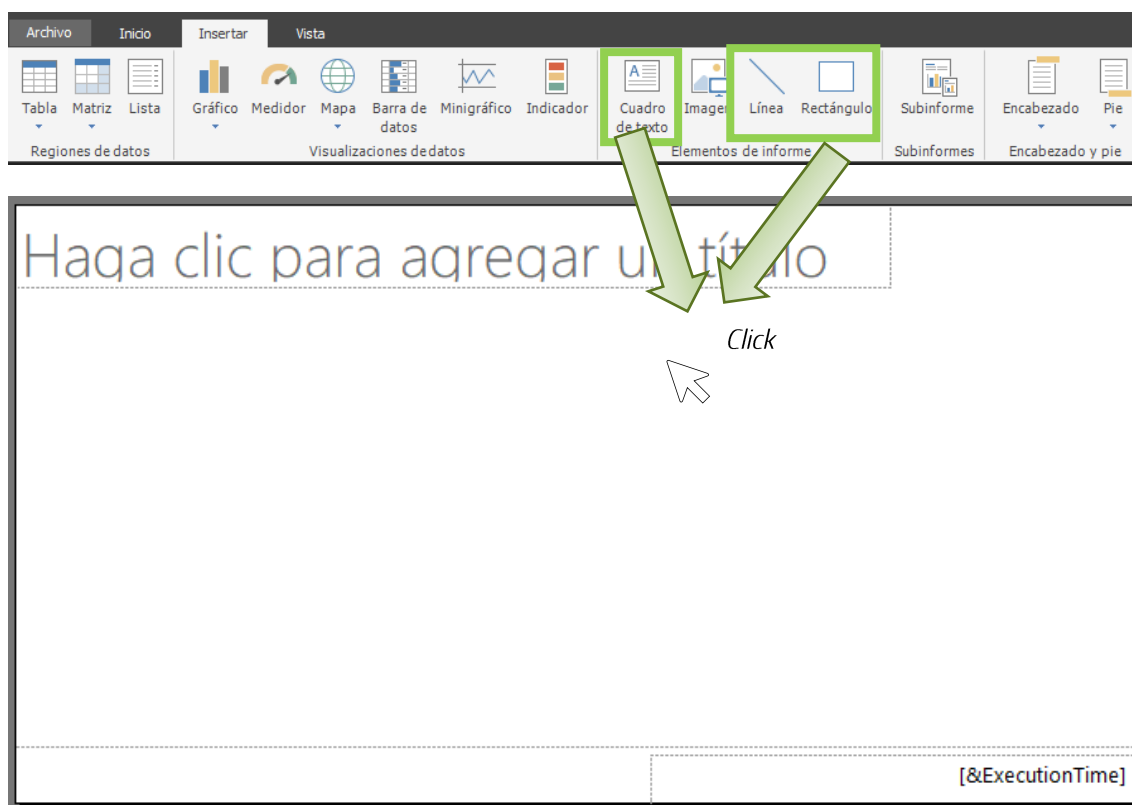 Archivo Inicio Insertar Vista
Tabla Matriz Lista Gráfico Medidor Mapa Barra de datos Minigráfico Indicador Cuadro de texto Imagen Línea Rectángulo Subinforme Encabezado Pie
Regiones de datos Visualizaciones de datos Elementos de informe Subinformes Encabezado y pie
Haga clic para agregar un título
Click
[&ExecutionTime]